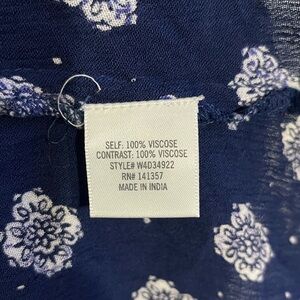 SELF: 100% VISCOSE
CONTRAST: 100% VISCOSE
STYLE# W4D34922
RN# 141357
MADE IN INDIA